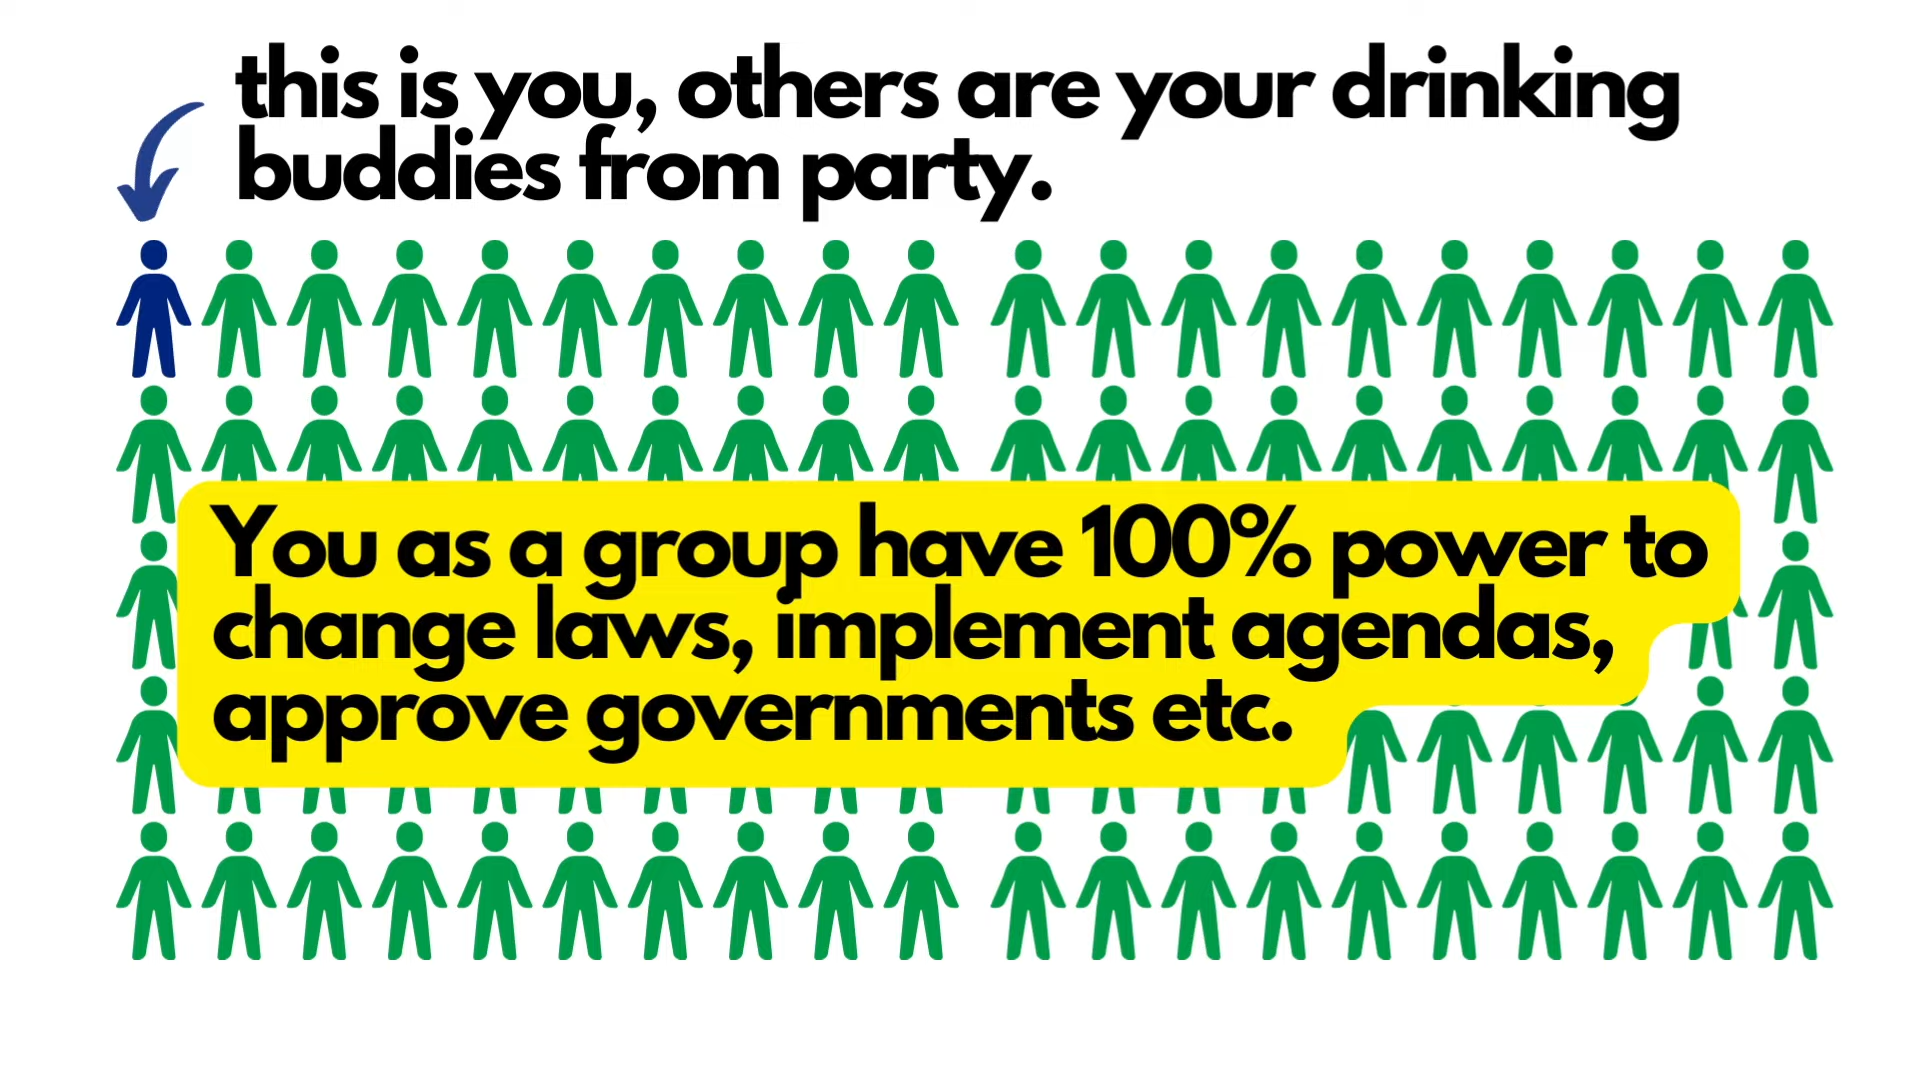 this is you, others are your drinking
buddies from party.
You as a group have 100% power to
change laws, implement agendas,
approve governments etc.